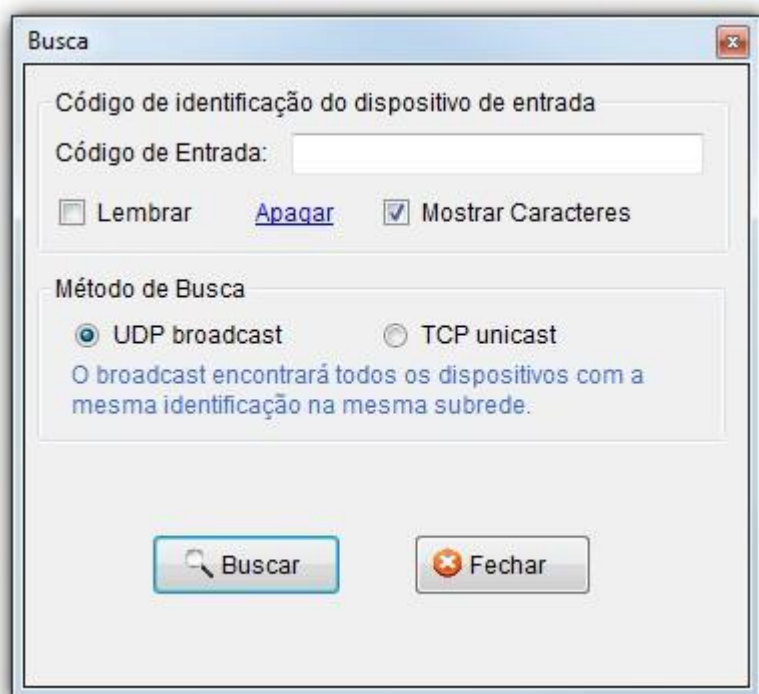 Busca
Código de identificação do dispositivo de entrada
Código de Entrada:
Lembrar Apagar Mostrar Caracteres
Método de Busca
UDP broadcast TCP unicast
O broadcast encontrará todos os dispositivos com a
mesma identificação na mesma subrede.
Buscar Fechar